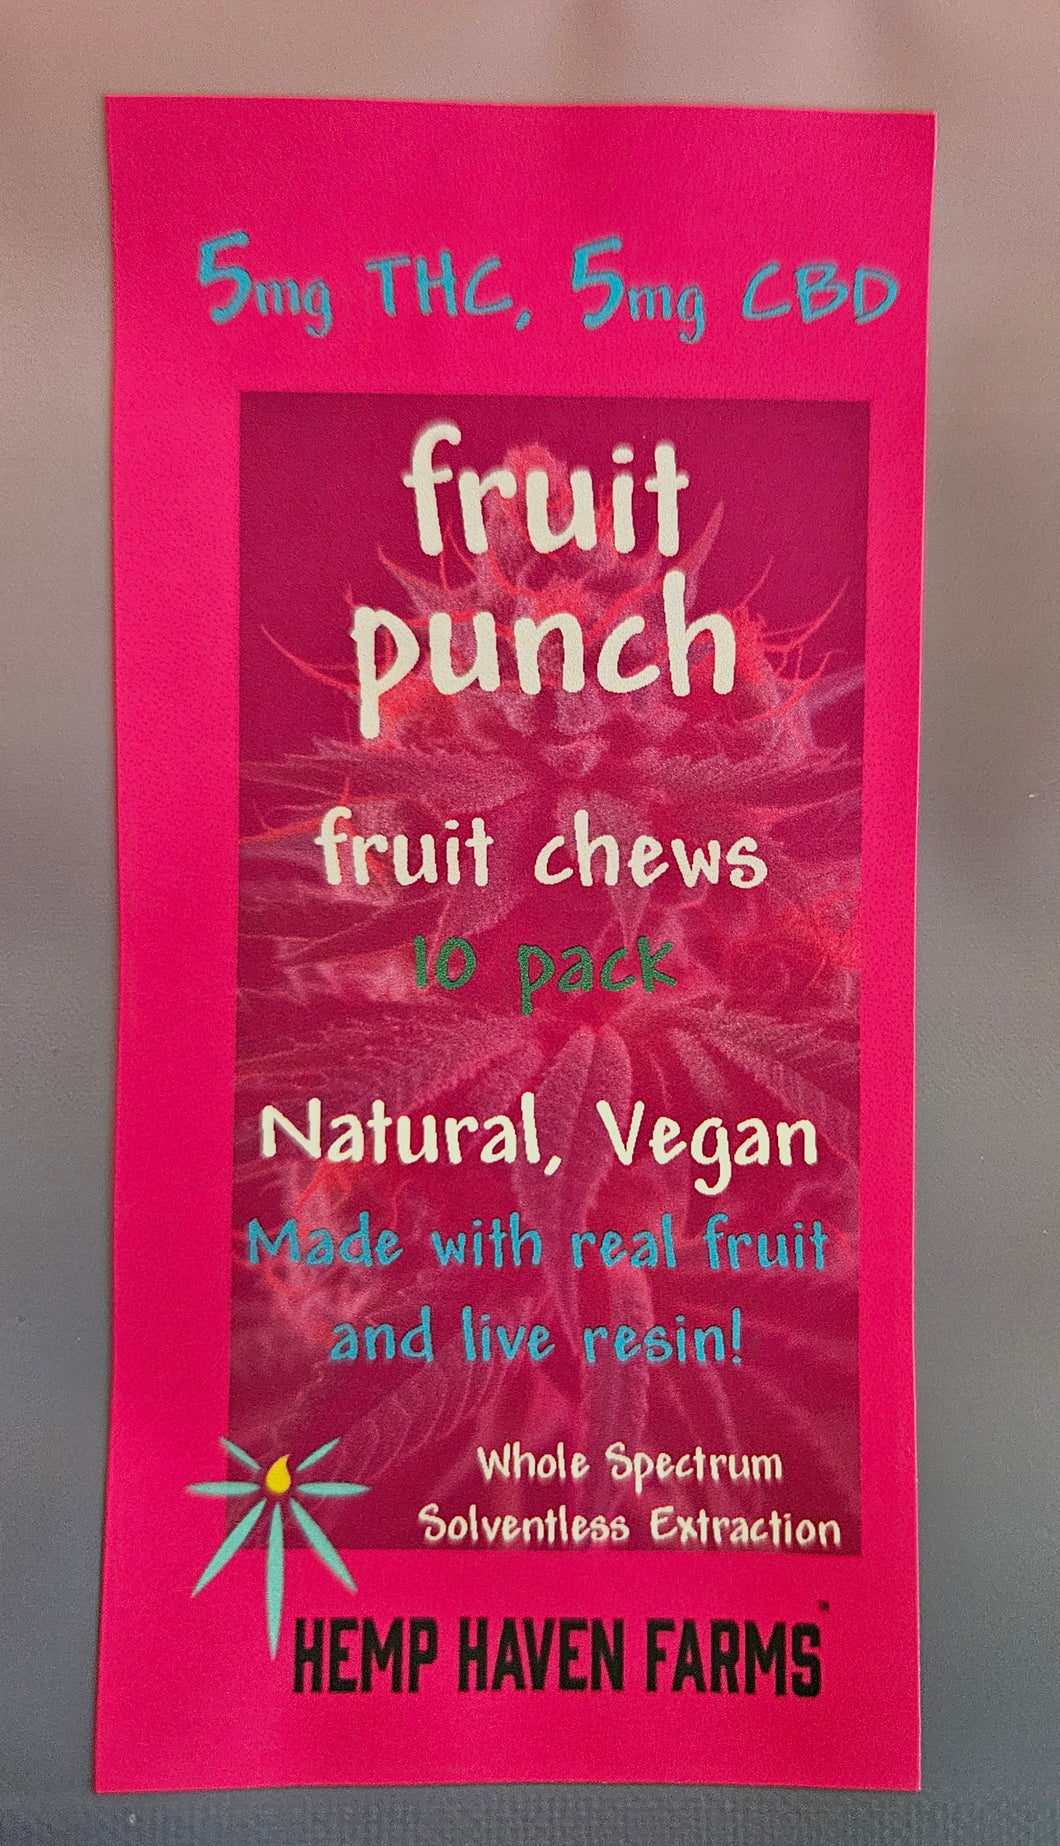 5mg THC, 5mg CBD
fruit
punch
fruit chews
10 pack
Natural, Vegan
Made with real fruit
and live resin!
Whole Spectrum
Solventless Extraction
HEMP HAVEN FARMS™